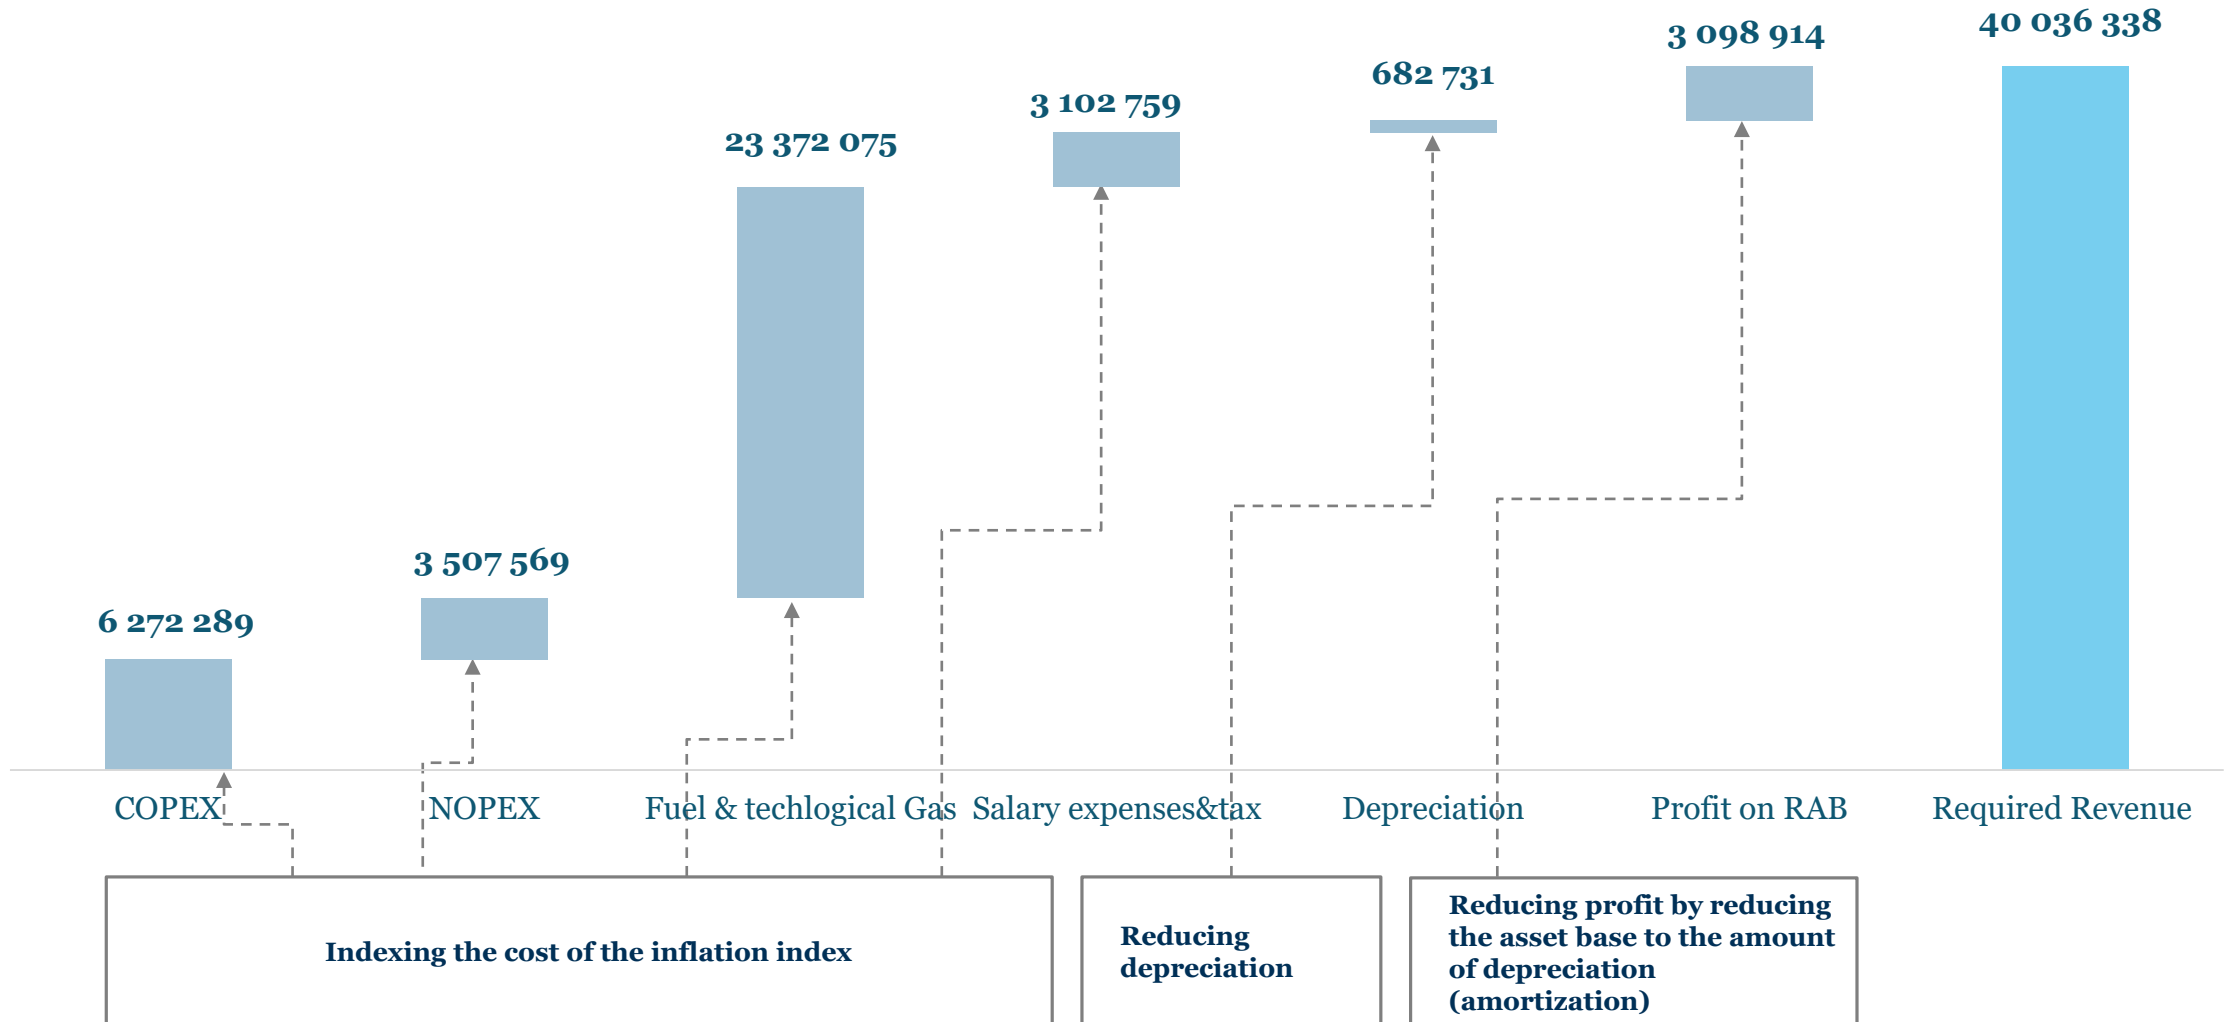 40 036 338
3 098 914
682 731
3 102 759
23 372 075
3 507 569
6 272 289
COPEX
NOPEX
Fuel & techlogical Gas
Salary expenses&tax
Depreciation
Profit on RAB
Required Revenue
Indexing the cost of the inflation index
Reducing
depreciation
Reducing profit by reducing
the asset base to the amount
of depreciation
(amortization)